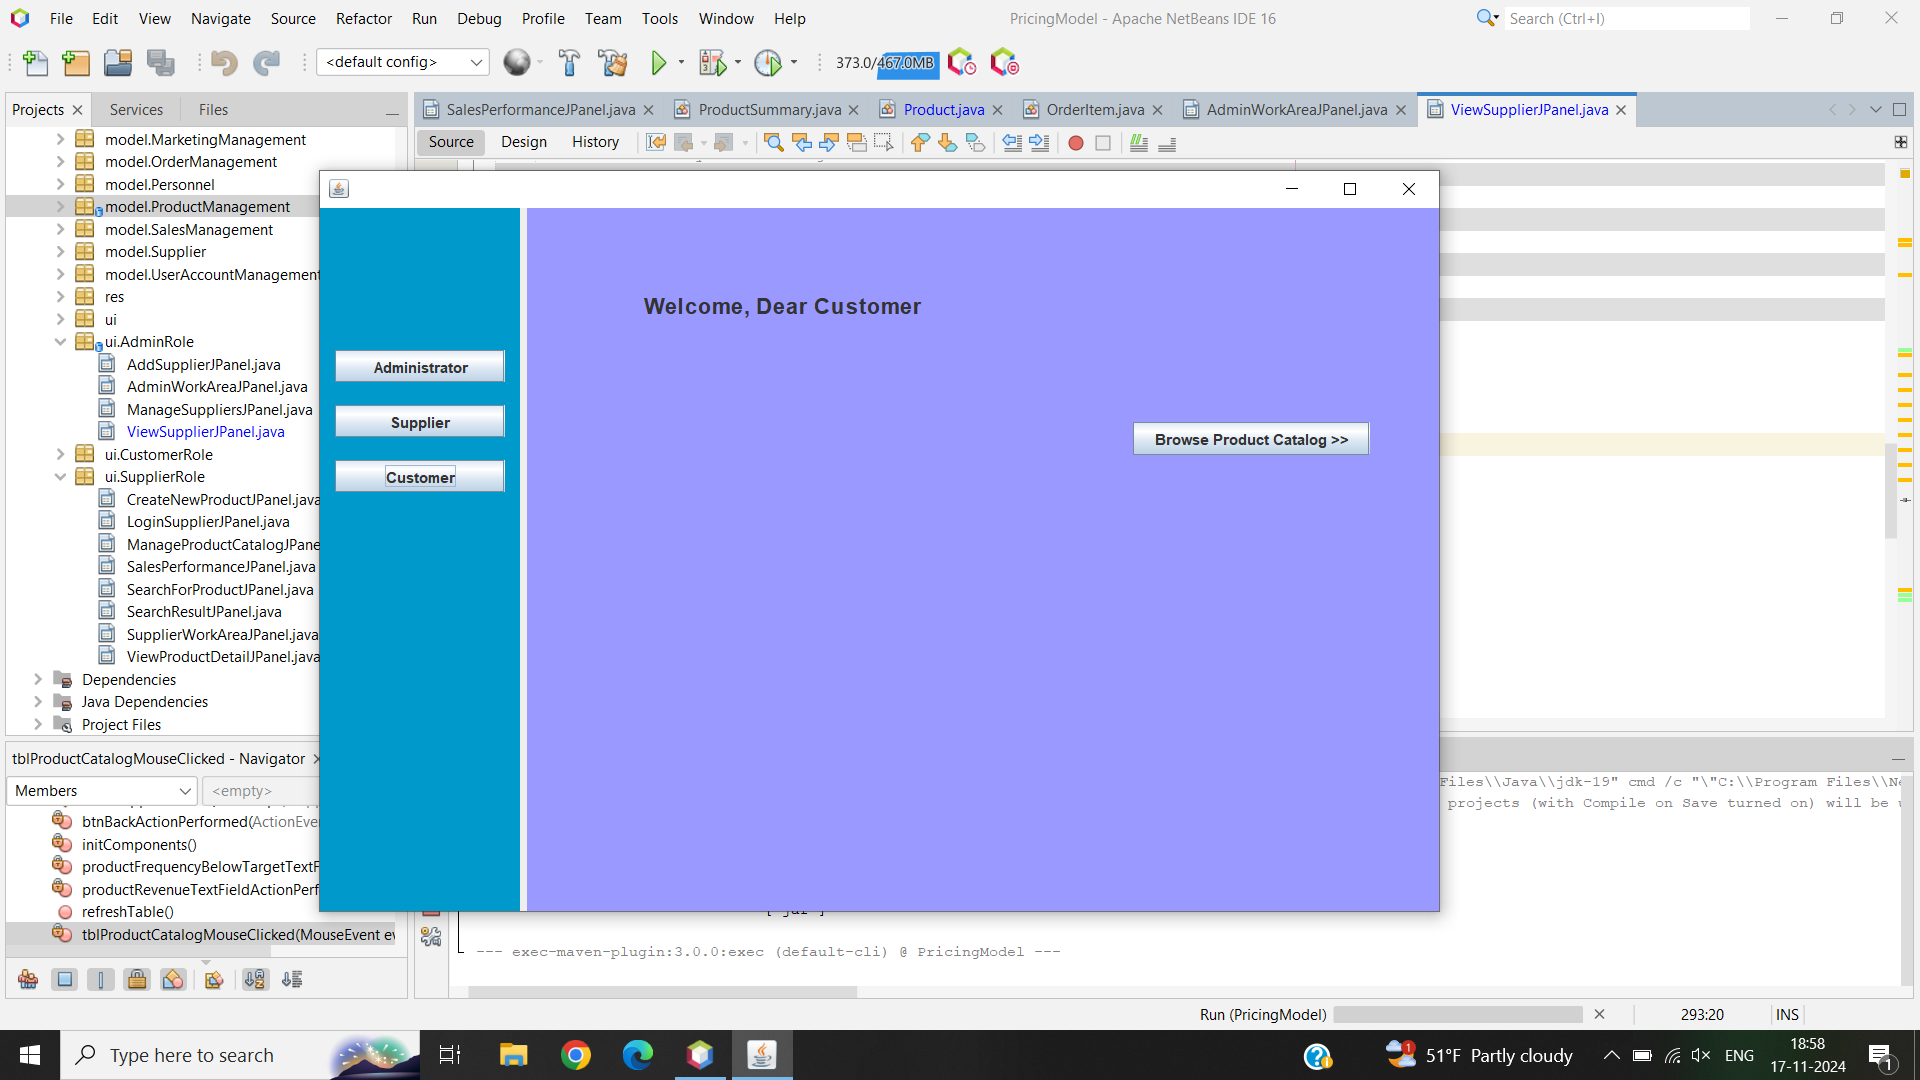 File Edit View Navigate Source Refactor Run Debug Profile Team Tools Window Help
PricingModel - Apache NetBeans IDE 16
Search (Ctrl+I)
<default config>
373.0/467.0MB
Projects Services Files
SalesPerformanceJPanel.java ProductSummary.java Product.java OrderItem.java AdminWorkAreaJPanel.java ViewSupplierJPanel.java
Source Design History
model.MarketingManagement
model.OrderManagement
model.Personnel
model.ProductManagement
model.SalesManagement
model.Supplier
model.UserAccountManagement
res
ui
ui.AdminRole
AddSupplierJPanel.java
AdminWorkAreaJPanel.java
ManageSuppliersJPanel.java
ViewSupplierJPanel.java
ui.CustomerRole
ui.SupplierRole
CreateNewProductJPanel.java
LoginSupplierJPanel.java
ManageProductCatalogJPane
SalesPerformanceJPanel.java
SearchForProductJPanel.java
SearchResultJPanel.java
SupplierWorkAreaJPanel.java
ViewProductDetailJPanel.java
Dependencies
Java Dependencies
Project Files
Administrator
Supplier
Customer
Welcome, Dear Customer
Browse Product Catalog >>
tblProductCatalogMouseClicked - Navigator
Members
<empty>
btnBackActionPerformed(ActionEve
initComponents()
productFrequencyBelowTargetTextF
productRevenueTextFieldActionPerf
refreshTable()
tblProductCatalogMouseClicked(MouseEvent ev
Files\\Java\\jdk-19" cmd /c "\"C:\\Program Files\\Ne
projects (with Compile on Save turned on) will be u
[ jar ]
--- exec-maven-plugin:3.0.0:exec (default-cli) @ PricingModel ---
Run (PricingModel)
293:20
INS
Type here to search
1
51°F Partly cloudy
ENG
18:58
17-11-2024
1